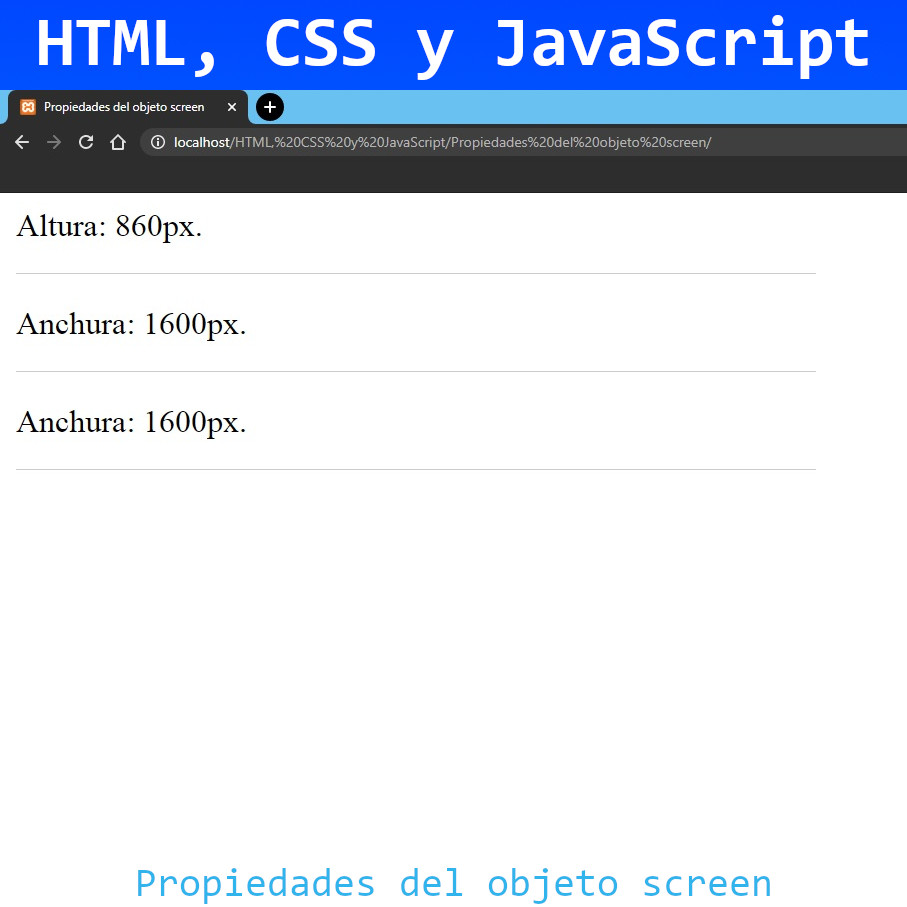 HTML, CSS y JavaScript
Propiedades del objeto screen
localhost/HTML,%20CSS%20y%20JavaScript/Propiedades%20del%20objeto%20screen/
Altura: 860px.
Anchura: 1600px.
Anchura: 1600px.
Propiedades del objeto screen